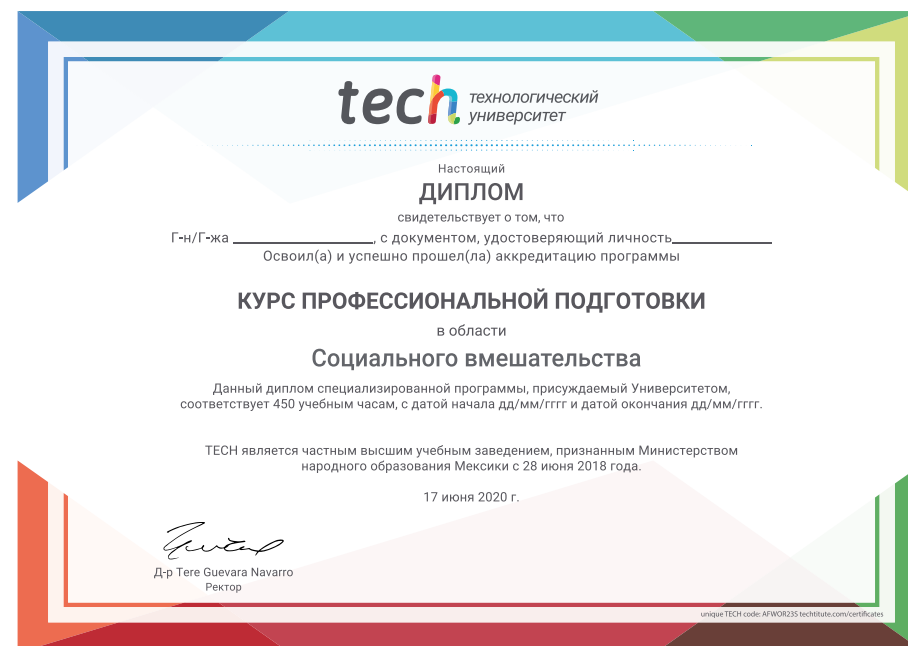 tech технологический
университет
Настоящий
ДИПЛОМ
свидетельствует о том, что
Г-н/Г-жа ____________, с документом, удостоверяющий личность____________
Освоил(а) и успешно прошел(ла) аккредитацию программы
КУРС ПРОФЕССИОНАЛЬНОЙ ПОДГОТОВКИ
в области
Социального вмешательства
Данный диплом специализированной программы, присуждаемый Университетом,
соответствует 450 учебным часам, с датой начала дд/мм/гггг и датой окончания дд/мм/гггг.
TECH является частным высшим учебным заведением, признанным Министерством
народного образования Мексики с 28 июня 2018 года.
17 июня 2020 г.
Д-р Tere Guevara Navarro
Ректор
unique TECH code: AFWOR23S techtitute.com/certificates